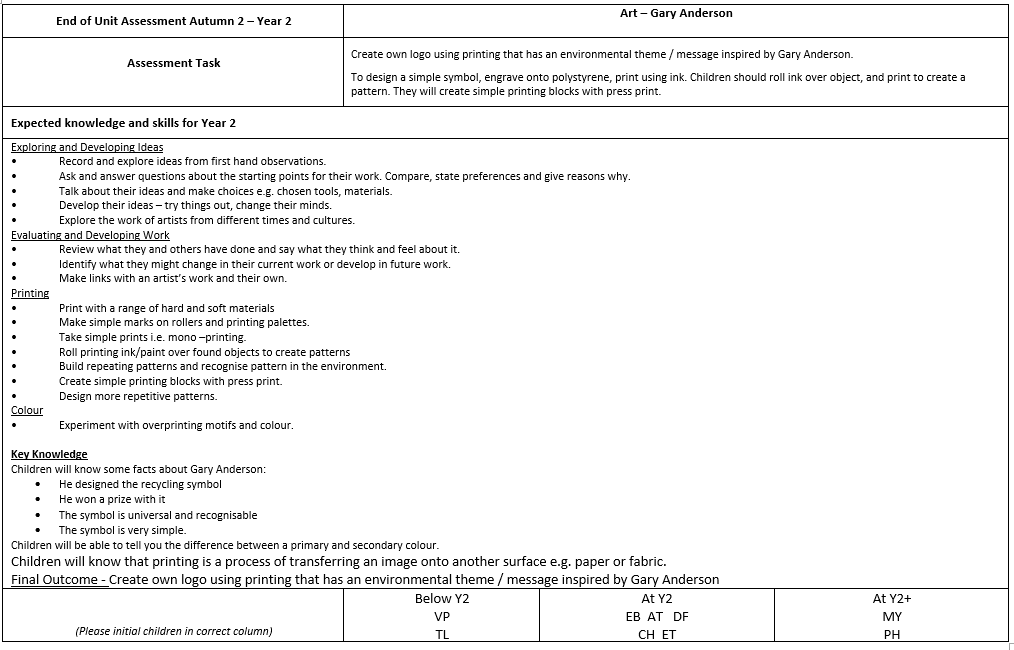 End of Unit Assessment Autumn 2 – Year 2
Art – Gary Anderson
Assessment Task
Create own logo using printing that has an environmental theme / message inspired by Gary Anderson.
To design a simple symbol, engrave onto polystyrene, print using ink. Children should roll ink over object, and print to create a
pattern. They will create simple printing blocks with press print.
Expected knowledge and skills for Year 2
Exploring and Developing Ideas
• Record and explore ideas from first hand observations.
• Ask and answer questions about the starting points for their work. Compare, state preferences and give reasons why.
• Talk about their ideas and make choices e.g. chosen tools, materials.
• Develop their ideas – try things out, change their minds.
• Explore the work of artists from different times and cultures.
Evaluating and Developing Work
• Review what they and others have done and say what they think and feel about it.
• Identify what they might change in their current work or develop in future work.
• Make links with an artist's work and their own.
Printing
• Print with a range of hard and soft materials
• Make simple marks on rollers and printing palettes.
• Take simple prints i.e. mono –printing.
• Roll printing ink/paint over found objects to create patterns
• Build repeating patterns and recognise pattern in the environment.
• Create simple printing blocks with press print.
• Design more repetitive patterns.
Colour
• Experiment with overprinting motifs and colour.
Key Knowledge
Children will know some facts about Gary Anderson:
• He designed the recycling symbol
• He won a prize with it
• The symbol is universal and recognisable
• The symbol is very simple.
Children will be able to tell you the difference between a primary and secondary colour.
Children will know that printing is a process of transferring an image onto another surface e.g. paper or fabric.
Final Outcome - Create own logo using printing that has an environmental theme / message inspired by Gary Anderson
(Please initial children in correct column)
Below Y2
VP
TL
At Y2
EB AT DF
CH ET
At Y2+
MY
PH